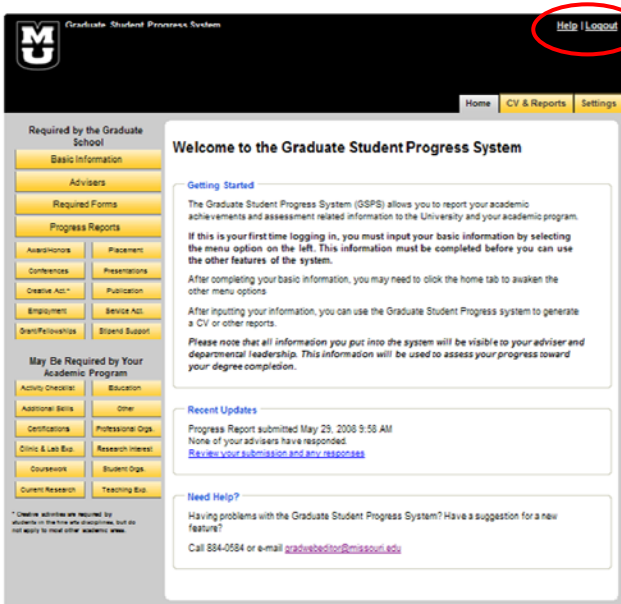 MU
Graduate Student Progress System
Help | Logout
Home CV & Reports Settings
Required by the Graduate
School
Basic Information
Advisers
Required Forms
Progress Reports
Award/Honors Placement
Conferences Presentations
Creative Act.* Publication
Employment Service Act.
Grant/Fellowships Stipend Support
May Be Required by Your
Academic Program
Activity Checklist Education
Additional Skills Other
Certifications Professional Orgs.
Clinic & Lab Exp. Research Interest
Coursework Student Orgs.
Current Research Teaching Exp.
* Creative activities are required by
students in the fine arts disciplines, but do
not apply to most other academic areas.
Welcome to the Graduate Student Progress System
Getting Started
The Graduate Student Progress System (GSPS) allows you to report your academic
achievements and assessment related information to the University and your academic program.
If this is your first time logging in, you must input your basic information by selecting
the menu option on the left. This information must be completed before you can use
the other features of the system.
After completing your basic information, you may need to click the home tab to awaken the
other menu options
After inputting your information, you can use the Graduate Student Progress system to generate
a CV or other reports.
Please note that all information you put into the system will be visible to your adviser and
departmental leadership. This information will be used to assess your progress toward
your degree completion.
Recent Updates
Progress Report submitted May 29, 2008 9:58 AM
None of your advisers have responded.
Review your submission and any responses
Need Help?
Having problems with the Graduate Student Progress System? Have a suggestion for a new
feature?
Call 884-0584 or e-mail gradwebeditor@missouri.edu